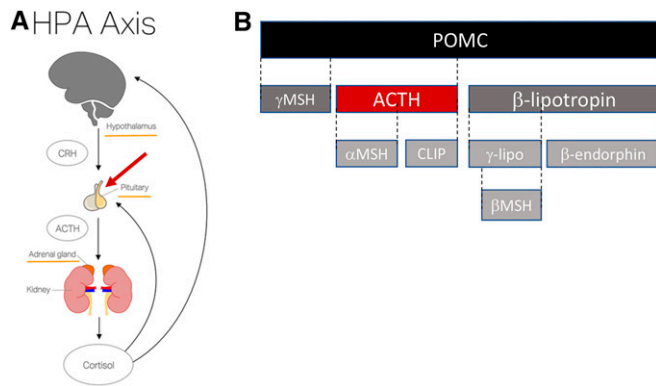 A HPA Axis
Hypothalamus
CRH
Pituitary
ACTH
Adrenal gland
Kidney
Cortisol
B
POMC
γMSH ACTH β-lipotropin
αMSH CLIP γ-lipo β-endorphin
βMSH